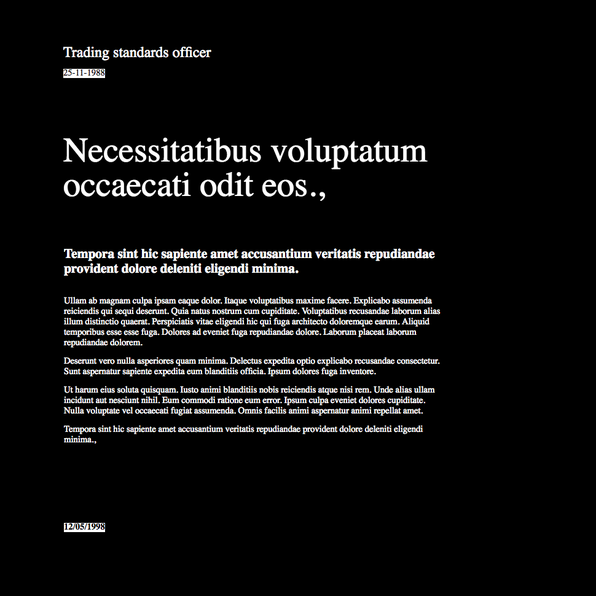 Trading standards officer
25-11-1988
Necessitatibus voluptatum
occaecati odit eos.,
Tempora sint hic sapiente amet accusantium veritatis repudiandae
provident dolore deleniti eligendi minima.
Ullam ab magnam culpa ipsam eaque dolor. Itaque voluptatibus maxime facere. Explicabo assumenda
reiciendis qui sequi deserunt. Quia natus nostrum cum cupiditate. Voluptatibus recusandae laborum alias
illum distinctio quaerat. Perspiciatis vitae eligendi hic qui fuga architecto doloremque earum. Aliquid
temporibus esse esse fuga. Dolores ad eveniet fuga repudiandae dolore. Laborum placeat laborum
repudiandae dolorem.
Deserunt vero nulla asperiores quam minima. Delectus expedita optio explicabo recusandae consectetur.
Sunt aspernatur sapiente expedita eum blanditiis officia. Ipsum dolores fuga inventore.
Ut harum eius soluta quisquam. Iusto animi blanditiis nobis reiciendis atque nisi rem. Unde alias ullam
incidunt aut nesciunt nihil. Eum commodi ratione eum error. Ipsum culpa eveniet dolores cupiditate.
Nulla voluptate vel occaecati fugiat assumenda. Omnis facilis animi aspernatur animi repellat amet.
Tempora sint hic sapiente amet accusantium veritatis repudiandae provident dolore deleniti eligendi
minima.,
12/05/1998